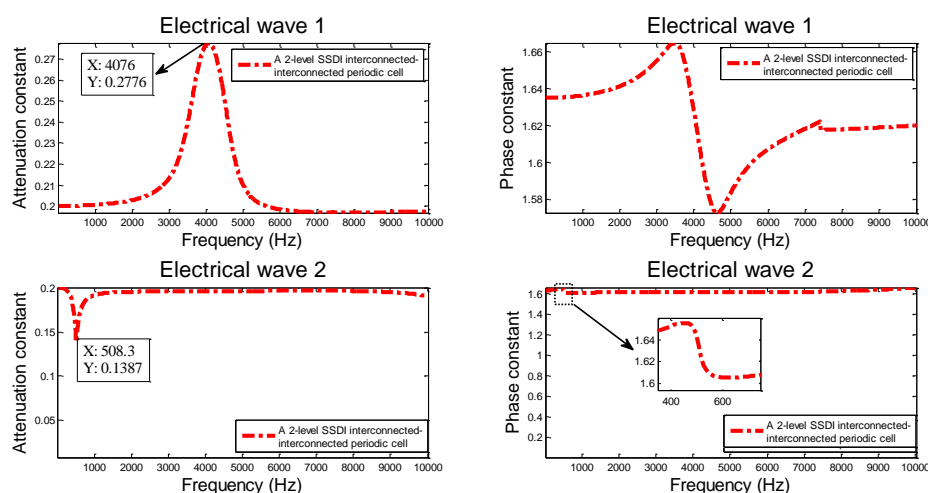 Electrical wave 1
Attenuation constant
0.27
0.26
0.25
0.24
0.23
0.22
0.21
0.2
X: 4076
Y: 0.2776
A 2-level SSDI interconnected-
interconnected periodic cell
1000 2000 3000 4000 5000 6000 7000 8000 9000 10000
Frequency (Hz)
Electrical wave 1
Phase constant
1.66
1.64
1.62
1.6
1.58
A 2-level SSDI interconnected-
interconnected periodic cell
1000 2000 3000 4000 5000 6000 7000 8000 9000 10000
Frequency (Hz)
Electrical wave 2
Attenuation constant
0.2
0.15
0.1
0.05
X: 508.3
Y: 0.1387
A 2-level SSDI interconnected-
interconnected periodic cell
1000 2000 3000 4000 5000 6000 7000 8000 9000 10000
Frequency (Hz)
Electrical wave 2
Phase constant
1.6
1.4
1.2
1
0.8
0.6
0.4
0.2
1.64
1.62
1.6
400 600
A 2-level SSDI interconnected-
interconnected periodic cell
1000 2000 3000 4000 5000 6000 7000 8000 9000 10000
Frequency (Hz)